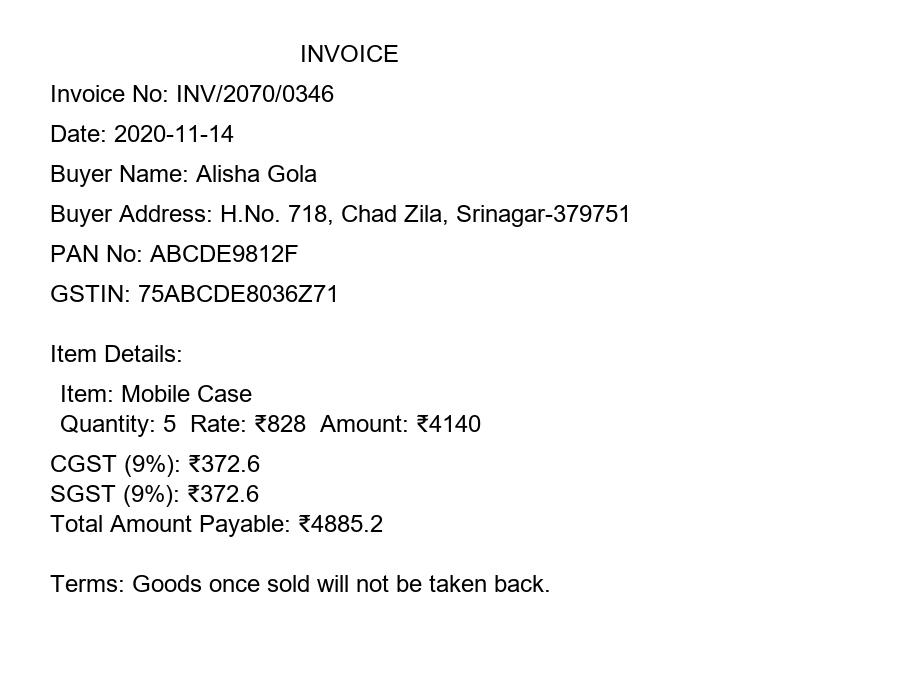 INVOICE
Invoice No: INV/2070/0346
Date: 2020-11-14
Buyer Name: Alisha Gola
Buyer Address: H.No. 718, Chad Zila, Srinagar-379751
PAN No: ABCDE9812F
GSTIN: 75ABCDE8036Z71
Item Details:
Item: Mobile Case
Quantity: 5  Rate: ₹828  Amount: ₹4140
CGST (9%): ₹372.6
SGST (9%): ₹372.6
Total Amount Payable: ₹4885.2
Terms: Goods once sold will not be taken back.